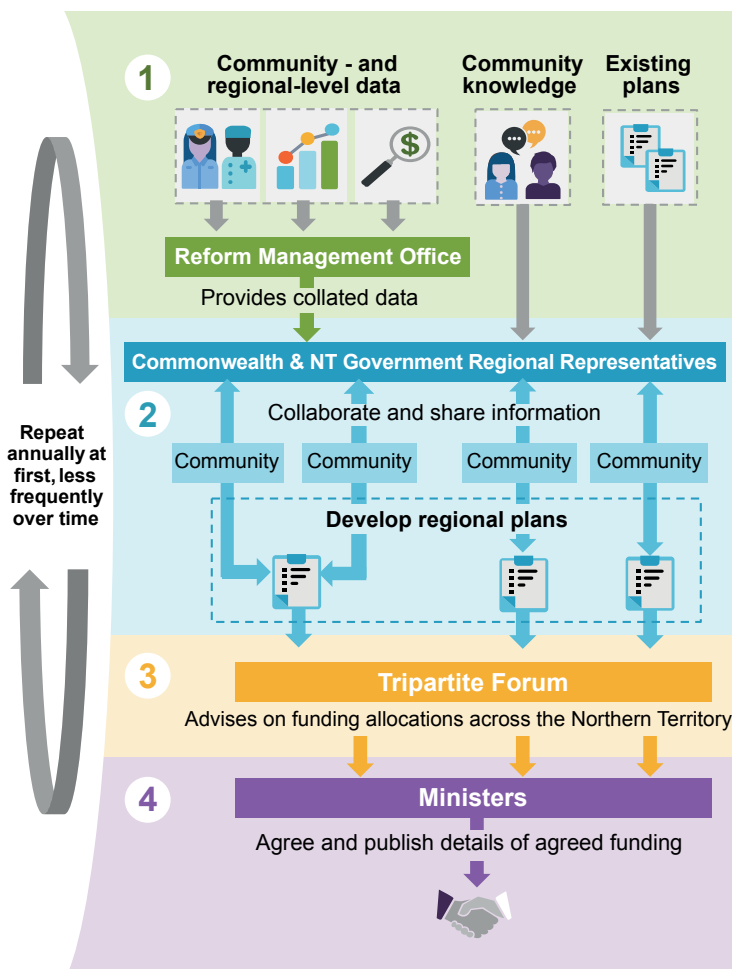 1
Community - and
regional-level data
Community
knowledge
Existing
plans
$
Reform Management Office
Provides collated data
Commonwealth & NT Government Regional Representatives
2
Collaborate and share information
Community
Community
Community
Community
Develop regional plans
Repeat
annually at
first, less
frequently
over time
3
Tripartite Forum
Advises on funding allocations across the Northern Territory
4
Ministers
Agree and publish details of agreed funding